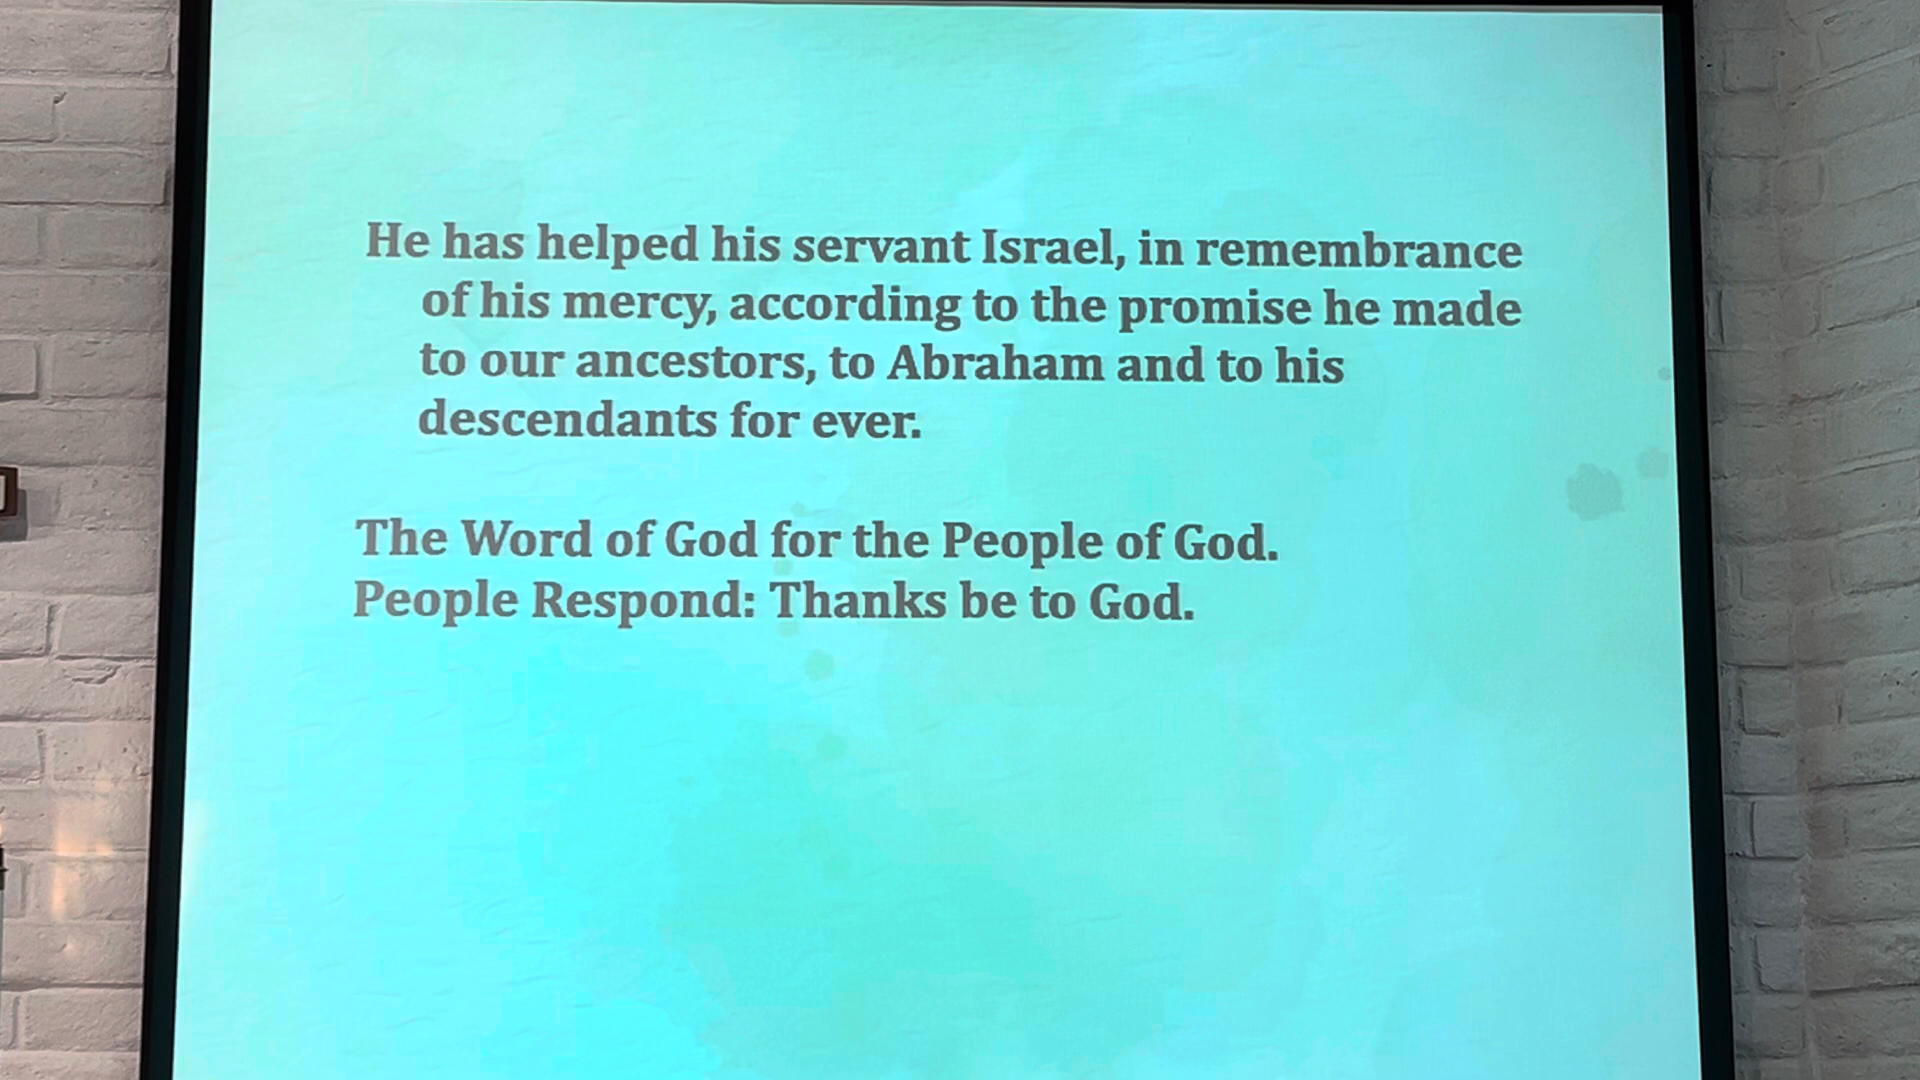 He has helped his servant Israel, in remembrance
of his mercy, according to the promise he made
to our ancestors, to Abraham and to his
descendants for ever.
The Word of God for the People of God.
People Respond: Thanks be to God.